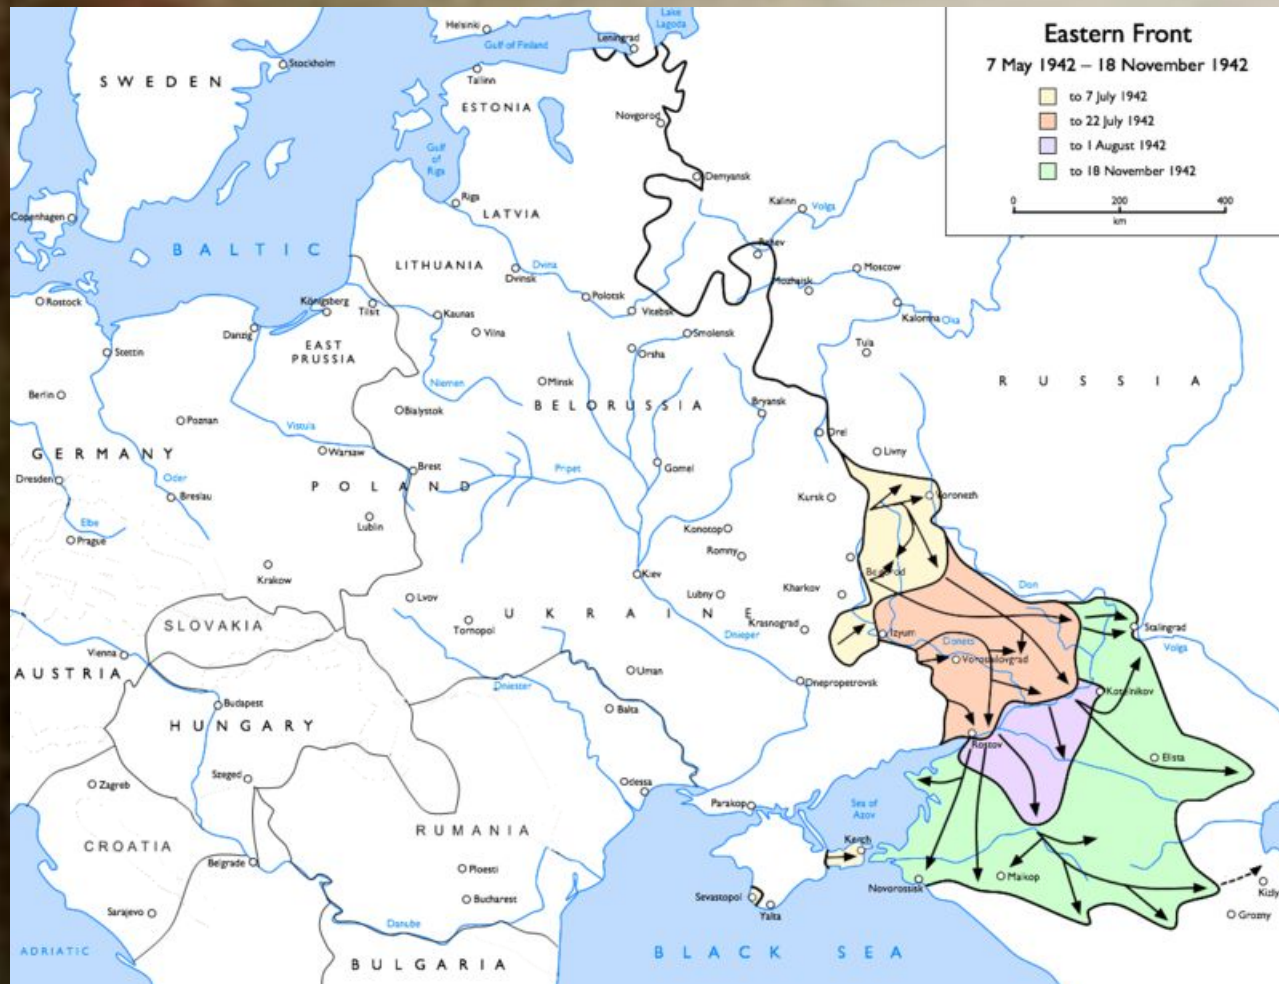 Eastern Front
7 May 1942 – 18 November 1942
to 7 July 1942
to 22 July 1942
to 1 August 1942
to 18 November 1942
0 200 400
km
Helsinki
Lake
Lagoda
Leningrad
Gulf of Finland
Stockholm
SWEDEN
Tallinn
ESTONIA
Novgorod
Gulf
of
Riga
Demyansk
Riga
Kalinn
Volga
Copenhagen
LATVIA
BALTIC
LITHUANIA
Dvina
Dvinsk
Moscow
Mozhaisk
Rostock
Königsberg
Tilsit
Polotsk
Vitebsk
Kaunas
Kalomna
Oka
Danzig
Vilna
Smolensk
EAST
PRUSSIA
Orsha
Tula
Stettin
Niemen
Minsk
RUSSIA
Berlin
Bialystok
BELORUSSIA
Bryansk
Poznan
Vistula
Orel
GERMANY
Warsaw
Livny
Brest
Pripet
Gomel
Dresden
Oder
POLAND
Breslau
Kursk
Voronezh
Elbe
Lublin
Prague
Konotop
Romny
Krakow
Kiev
Belgorod
Kharkov
Don
Lvov
Lubny
UKRAINE
SLOVAKIA
Tornopol
Krasnograd
Dnieper
Izyum
Donets
Stalingrad
Volga
Vienna
AUSTRIA
Uman
Voroshilovgrad
Dniester
Dnepropetrovsk
Kotelnikov
Budapest
Balta
HUNGARY
Rostov
Elista
Szeged
Odessa
Zagreb
Parakop
Sea of
Azov
RUMANIA
CROATIA
Kerch
Belgrade
Ploesti
Maikop
Novorossisk
Kizly
Sevastopol
Bucharest
Yalta
Grozny
Sarajevo
Danube
ADRIATIC
BLACK SEA
BULGARIA